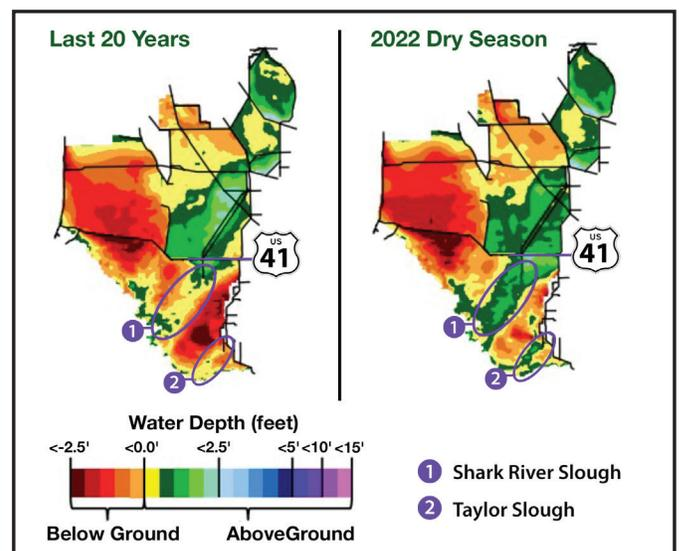 Last 20 Years
2022 Dry Season
US
41
US
41
1
2
1
2
Water Depth (feet)
<-2.5' <0.0' <2.5' <5' <10' <15'
Below Ground AboveGround
1 Shark River Slough
2 Taylor Slough